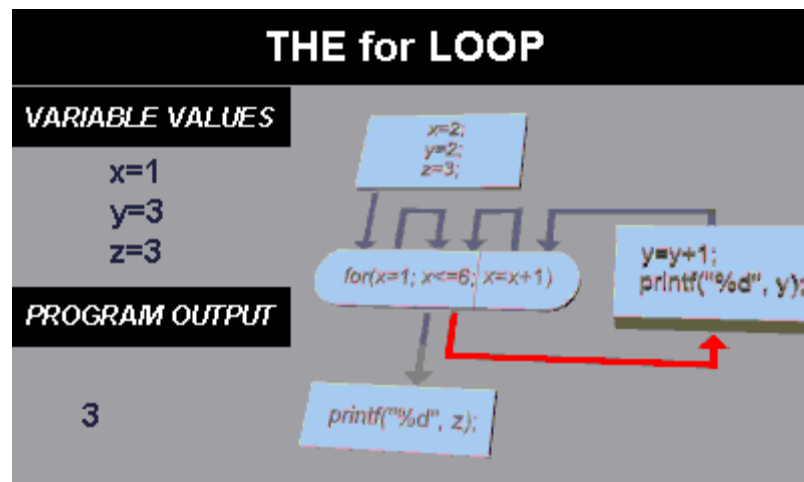 THE for LOOP
VARIABLE VALUES
x=1
y=3
z=3
PROGRAM OUTPUT
3
x=2;
y=2;
z=3;
for(x=1; x<=6; x=x+1)
y=y+1;
printf("%d", y);
printf("%d", z);